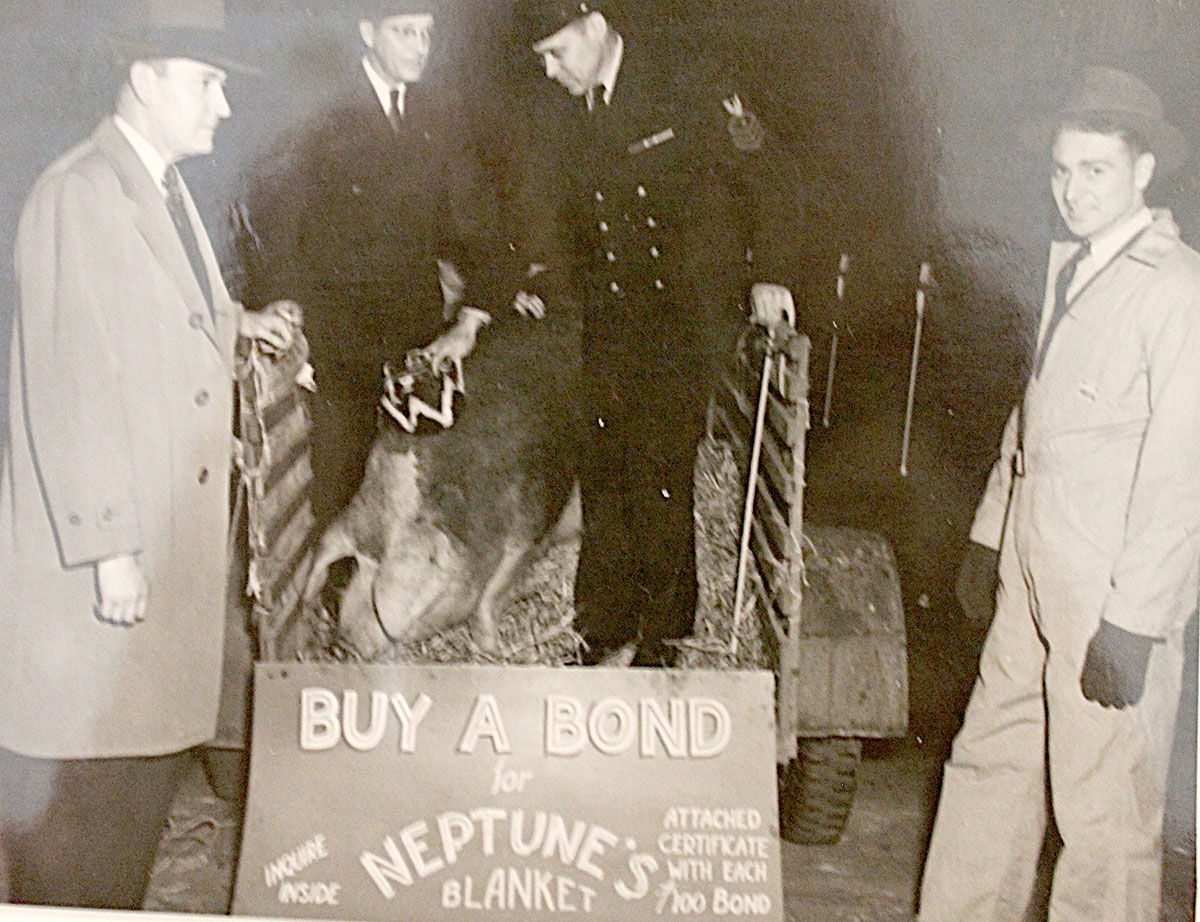 BUY A BOND
for
NEPTUNE'S
BLANKET
INQUIRE
INSIDE
ATTACHED
CERTIFICATE
WITH EACH
$100 BOND